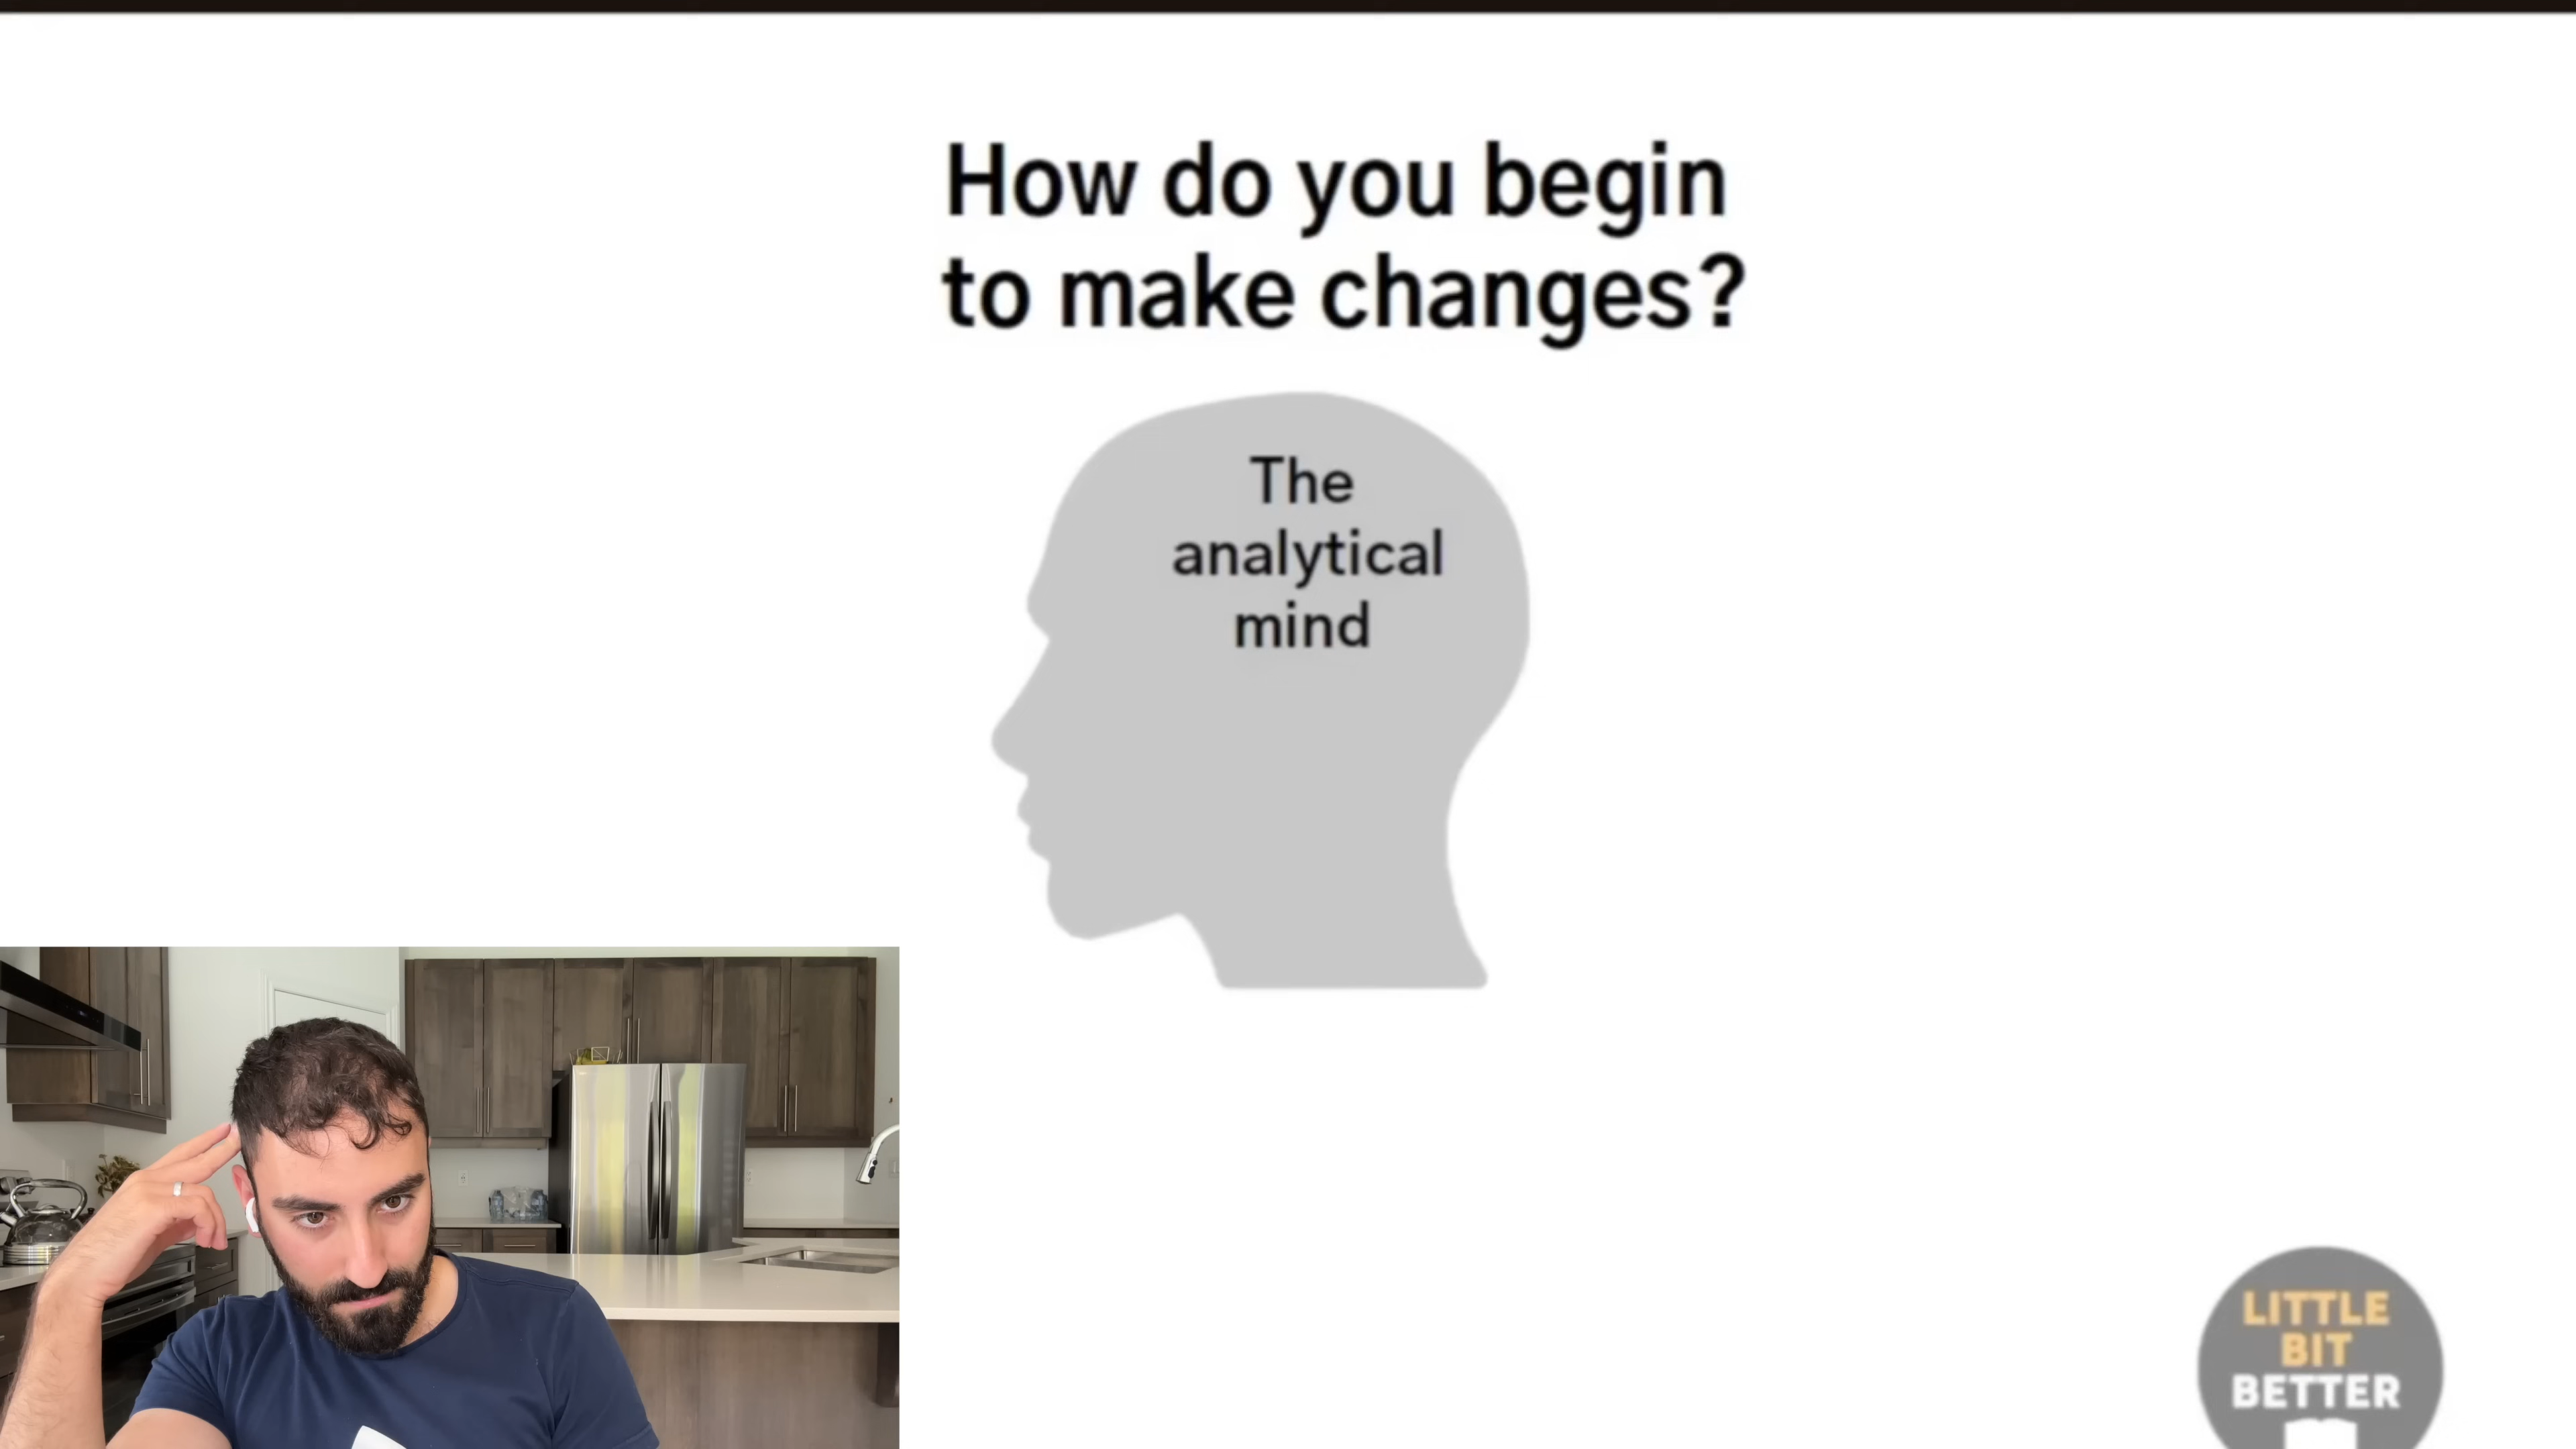 How do you begin
to make changes?
The
analytical
mind
LITTLE
BIT
BETTER